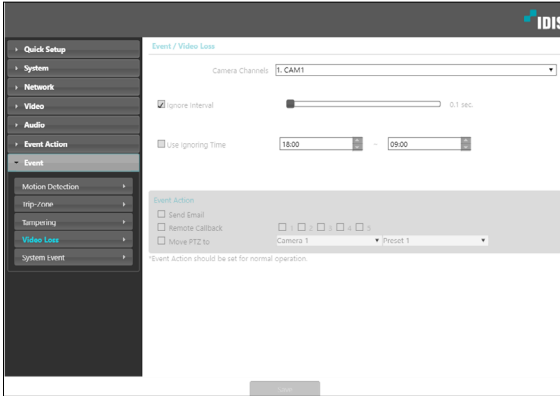 IDIS
Quick Setup
System
Network
Video
Audio
Event Action
Event
Motion Detection
Trip-Zone
Tampering
Video Loss
System Event
Event / Video Loss
Camera Channels 1. CAM1
Ignore Interval 0.1 sec.
Use Ignoring Time 18:00 ~ 09:00
Event Action
Send Email
Remote Callback 1 2 3 4 5
Move PTZ to Camera 1 Preset 1
*Event Action should be set for normal operation.
Save